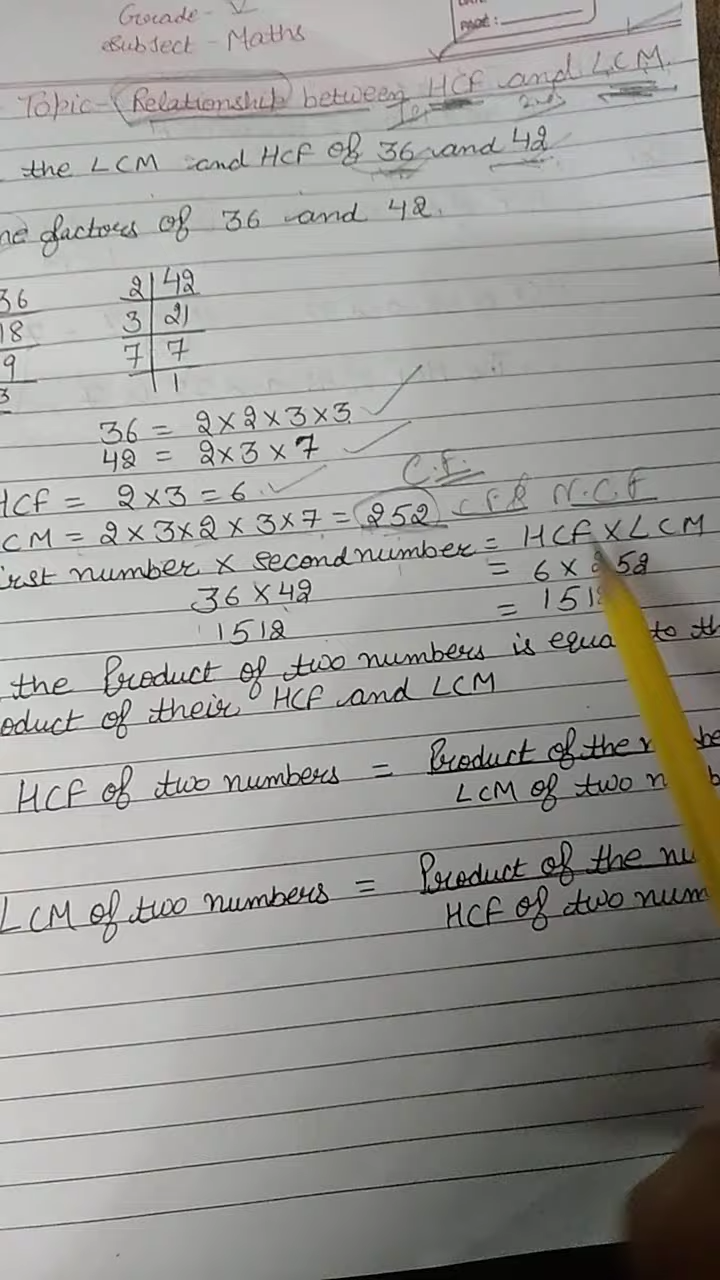 Grade - V
Subject - Maths
PAGE:
Topic - Relationship between HCF and LCM
the LCM and HCF of 36 and 42
factors of 36 and 42.
36 2 | 42
18 3 | 21
9 7 | 7
3 1
36 = 2×2×3×3
42 = 2×3×7
C.F.
HCF = 2×3 = 6
CM = 2×3×2×3×7 = 252 CF & N.C.F
number × second number = HCF × LCM
36 × 42 = 6 × 252
1512 = 151
the Product of two numbers is equal to
of their HCF and LCM
HCF of two numbers = Product of the
LCM of two
LCM of two numbers = Product of the
HCF of two